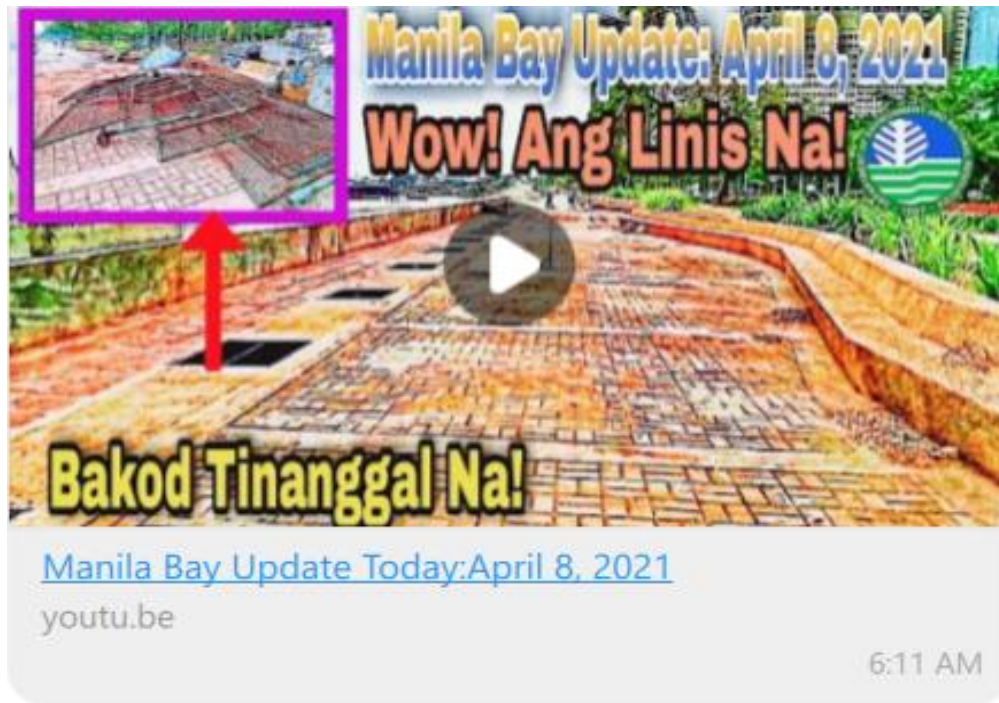 Manila Bay Update: April 8, 2021
Wow! Ang Linis Na!
Bakod Tinanggal Na!
Manila Bay Update Today:April 8, 2021
youtu.be
6:11 AM